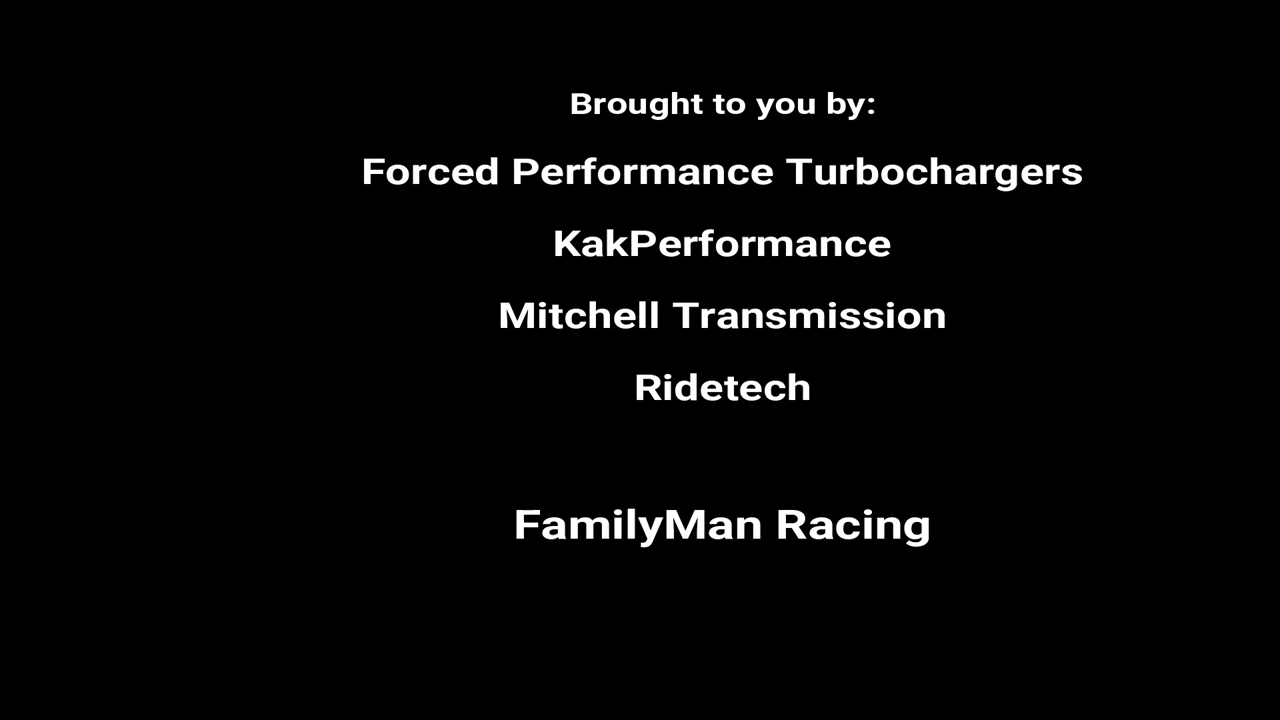 Brought to you by:
Forced Performance Turbochargers
KakPerformance
Mitchell Transmission
Ridetech
FamilyMan Racing